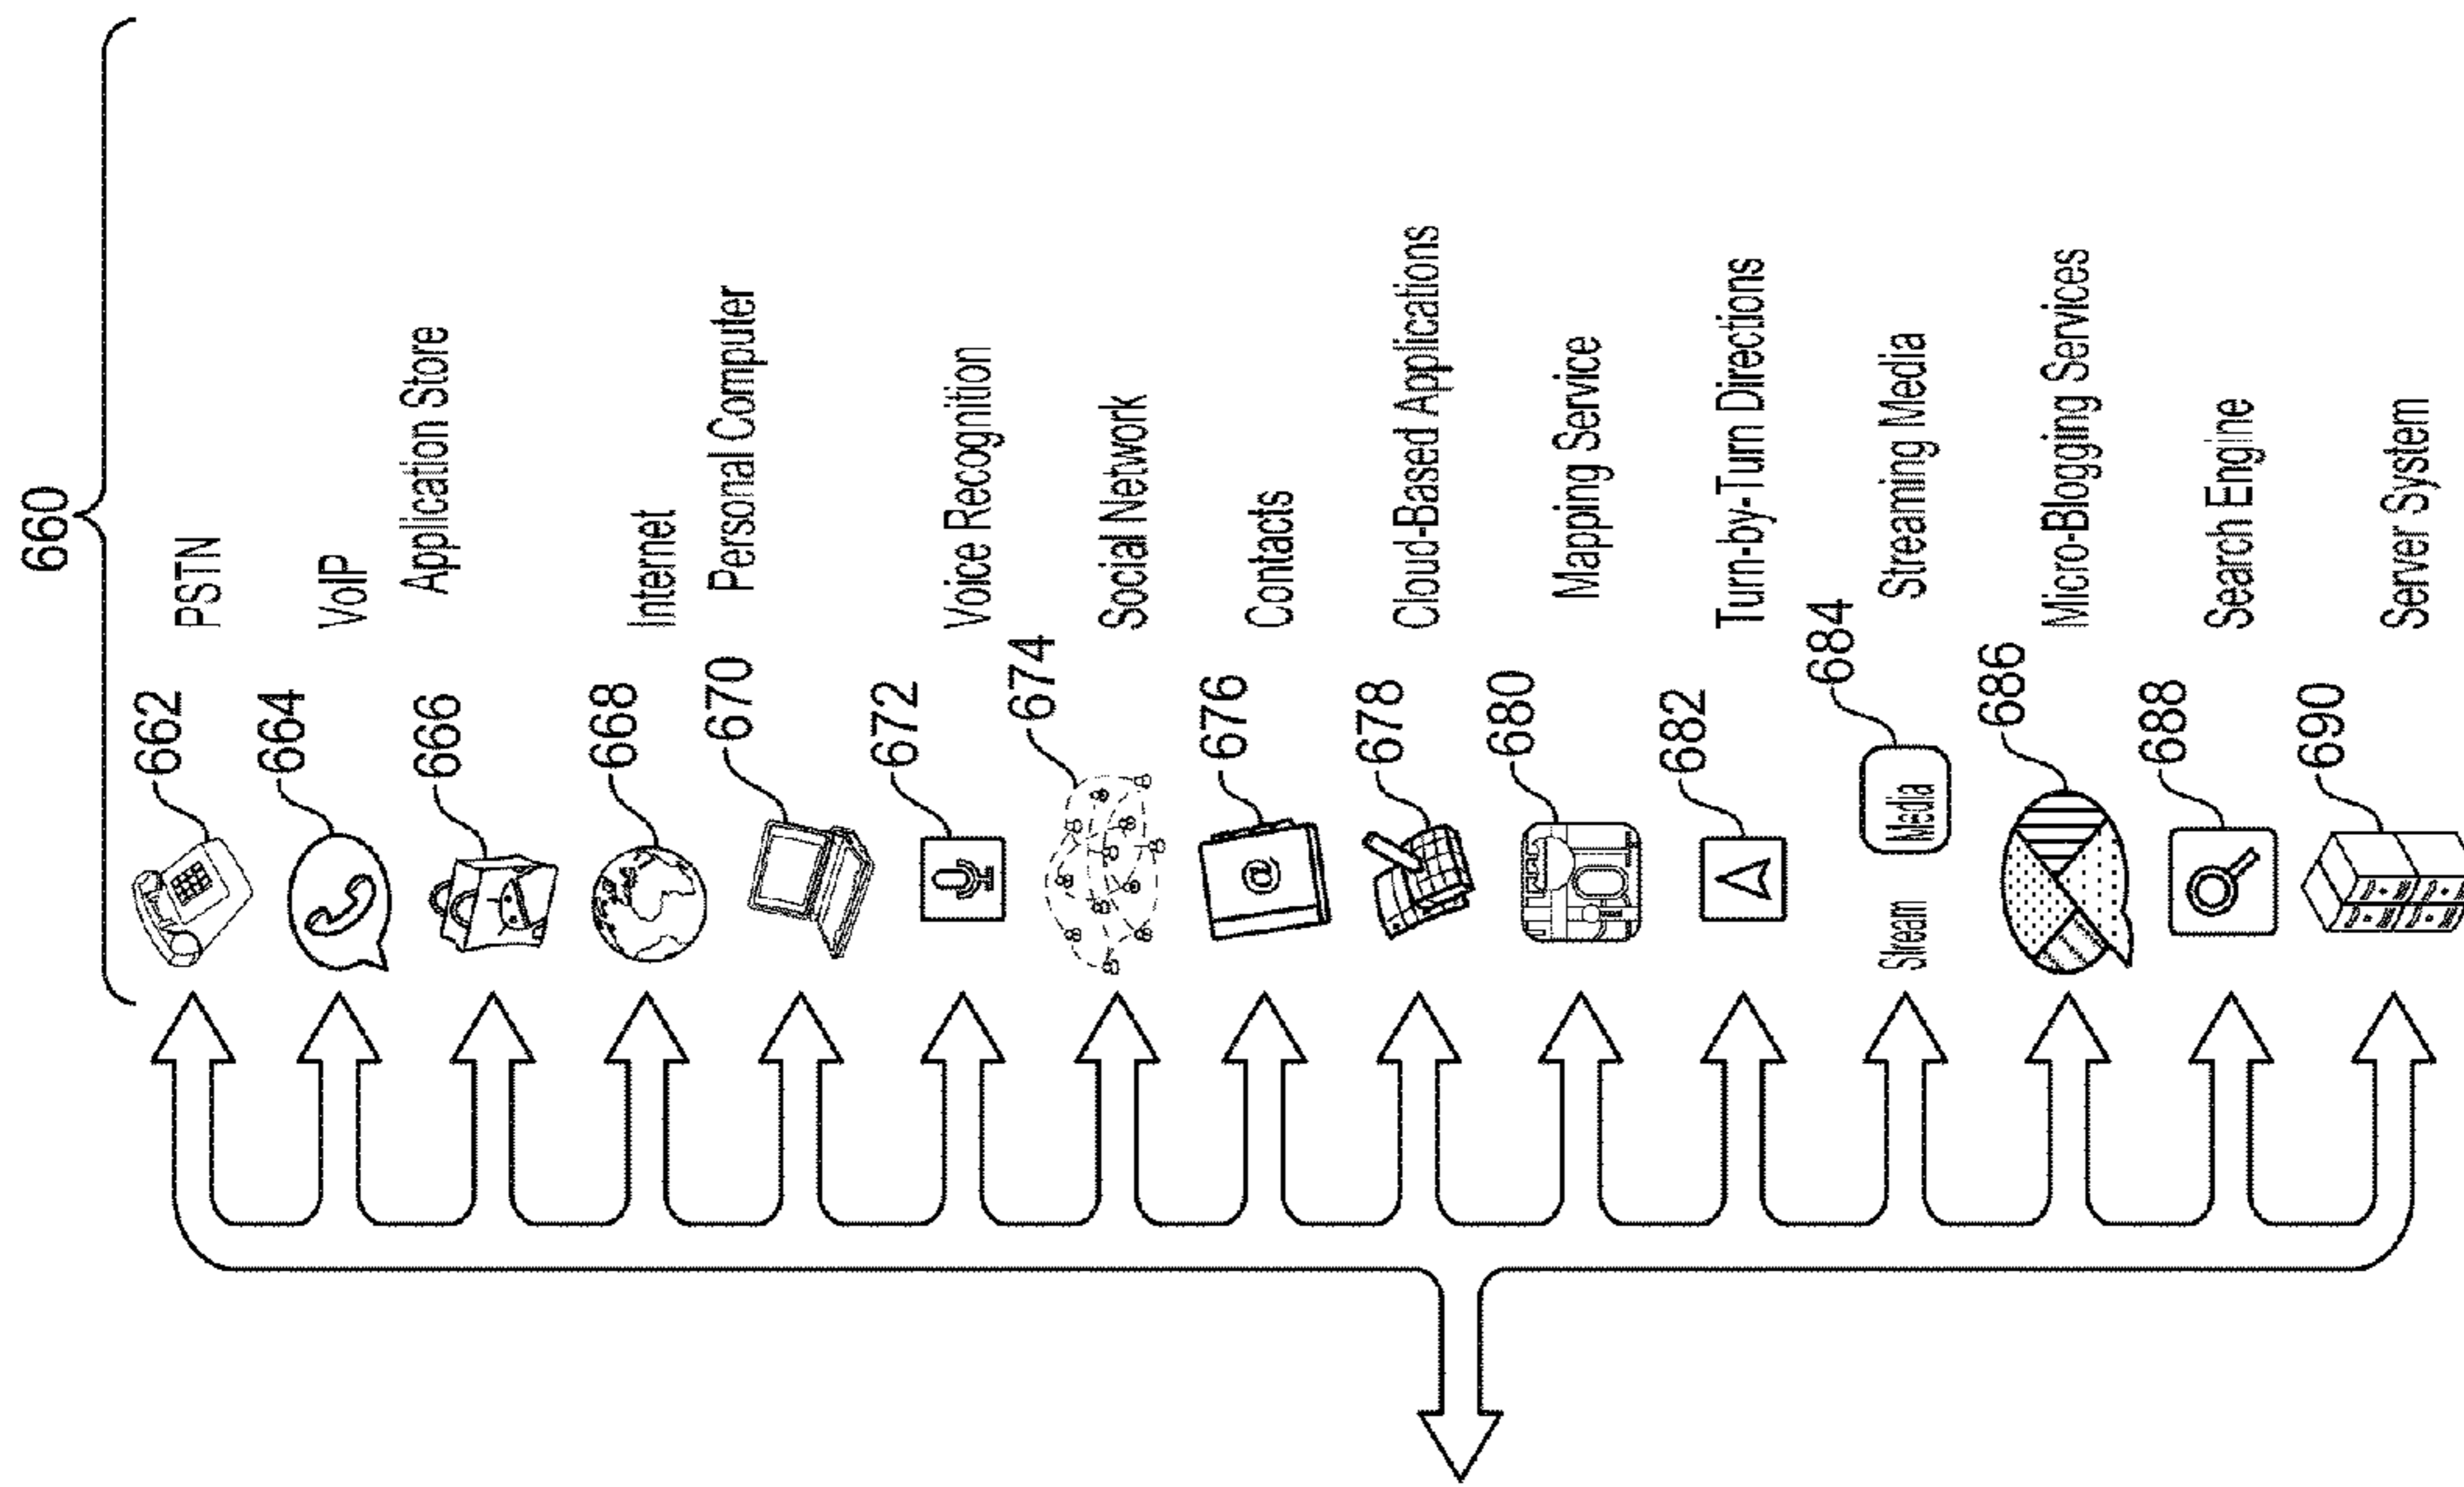 660
662
PSTN
664
VoIP
666
Application Store
668
Internet
670
Personal Computer
672
Voice Recognition
674
Social Network
676
@
Contacts
678
Cloud-Based Applications
680
Mapping Service
682
Turn-by-Turn Directions
684
Stream Media
Streaming Media
686
Micro-Blogging Services
688
Search Engine
690
Server System